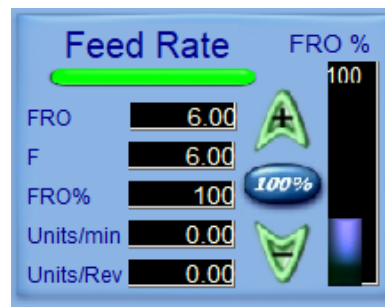 Feed Rate FRO %
100
FRO 6.00
+
F 6.00
100%
FRO% 100
Units/min 0.00
-
Units/Rev 0.00